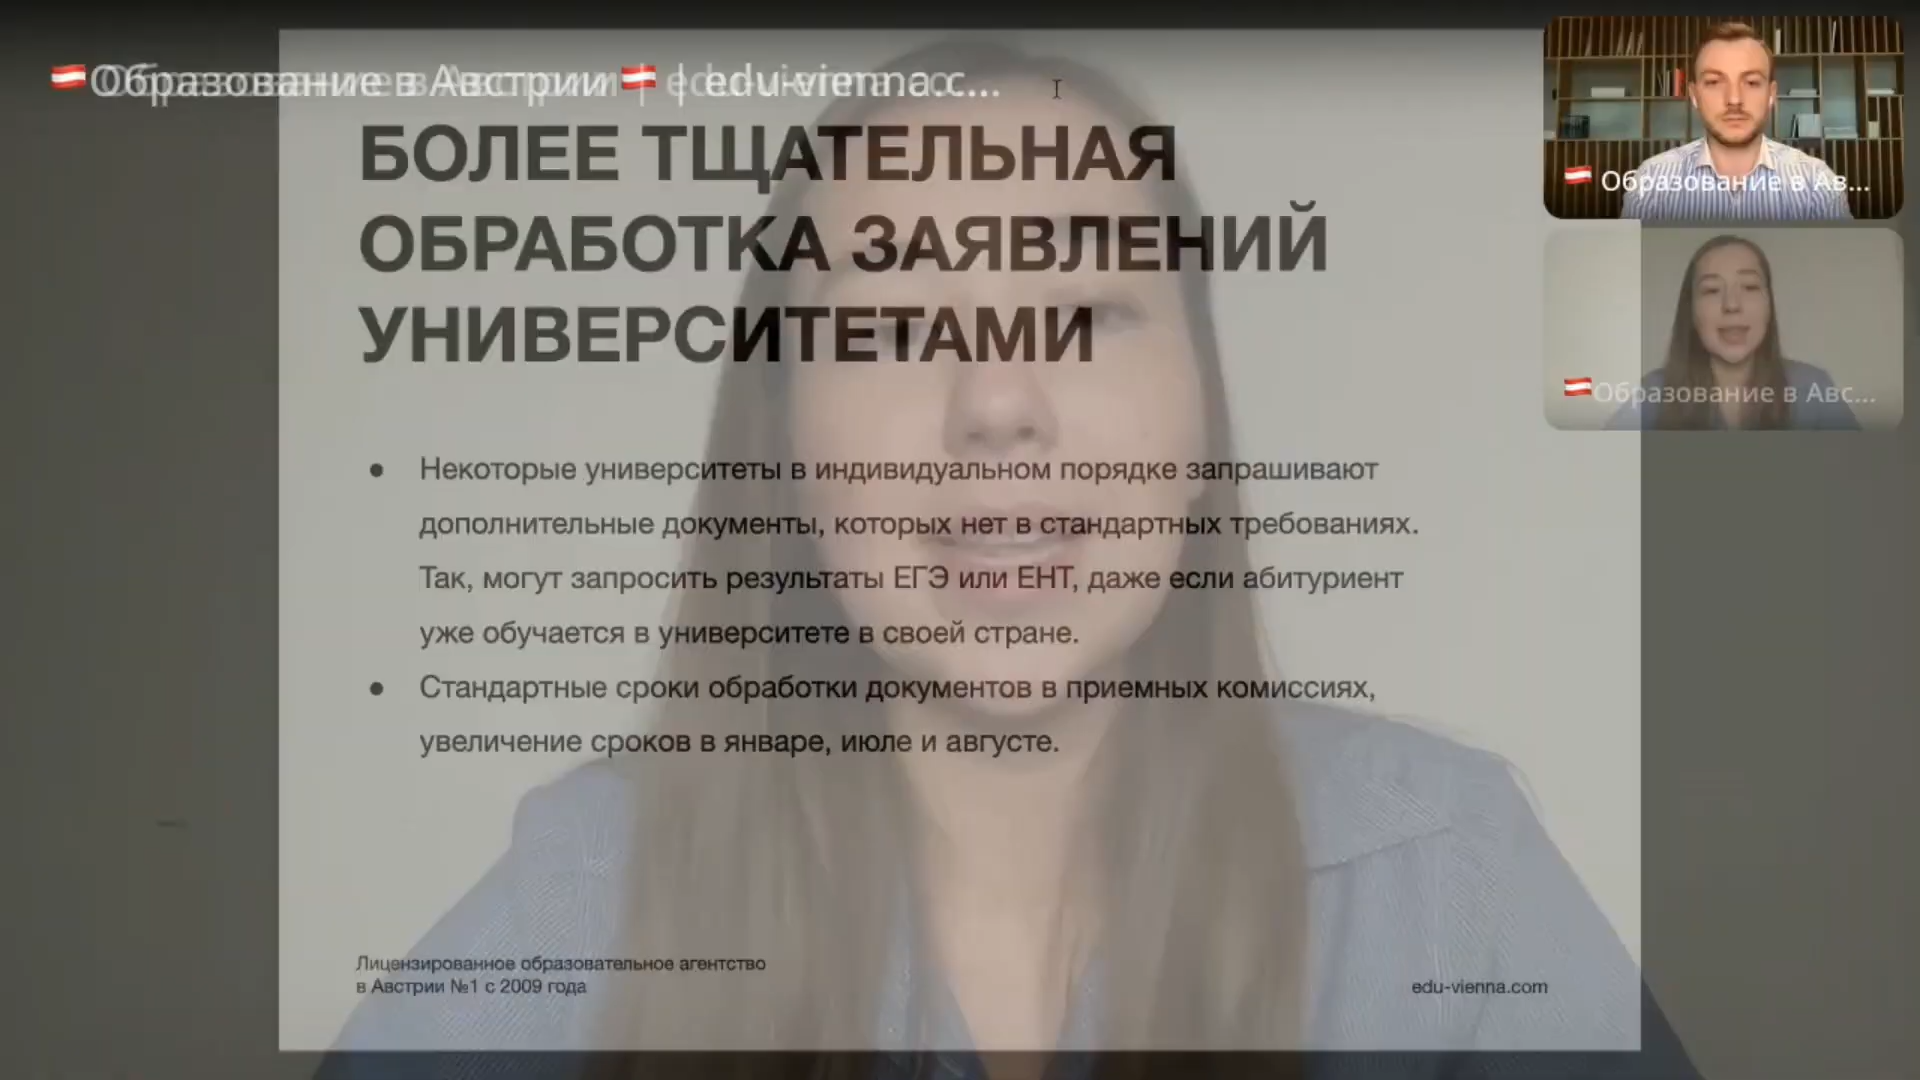 Образование в Австрии | edu-vienna.c...
БОЛЕЕ ТЩАТЕЛЬНАЯ
ОБРАБОТКА ЗАЯВЛЕНИЙ
УНИВЕРСИТЕТАМИ
● Некоторые университеты в индивидуальном порядке запрашивают
дополнительные документы, которых нет в стандартных требованиях.
Так, могут запросить результаты ЕГЭ или ЕНТ, даже если абитуриент
уже обучается в университете в своей стране.
● Стандартные сроки обработки документов в приемных комиссиях,
увеличение сроков в январе, июле и августе.
Лицензированное образовательное агентство
в Австрии №1 с 2009 года
edu-vienna.com
Образование в Ав...
Образование в Авс...